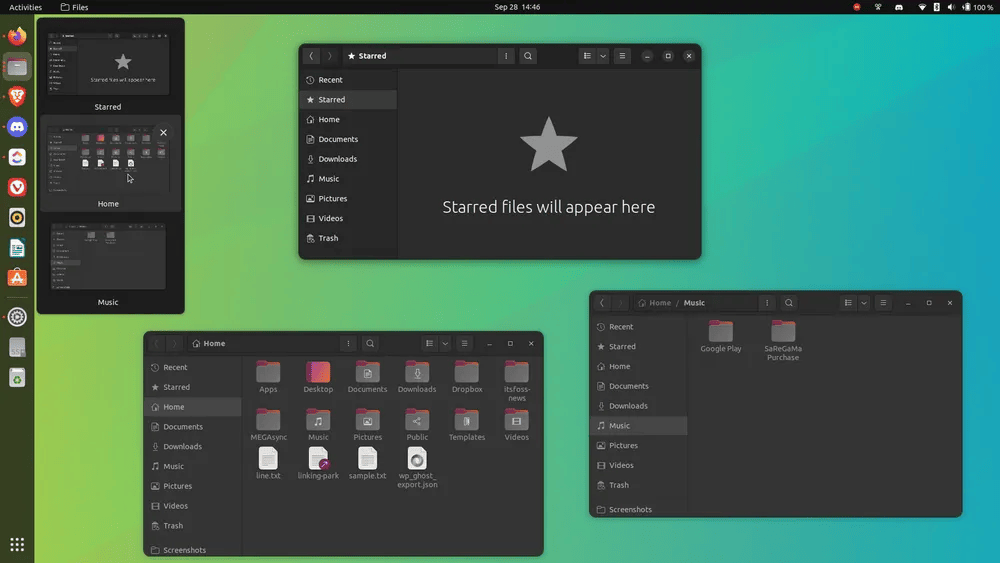 Activities
Files
Sep 28 14:46
100 %
Starred files will appear here
Starred
Home
Music
Starred
Recent
Starred
Home
Documents
Downloads
Music
Pictures
Videos
Trash
Starred files will appear here
Home
Recent
Starred
Home
Documents
Downloads
Music
Pictures
Videos
Trash
Screenshots
Apps
Desktop
Documents
Downloads
Dropbox
itsfoss-
news
MEGAsync
Music
Pictures
Public
Templates
Videos
line.txt
linking-park
sample.txt
wp_ghost_
export.json
Home / Music
Recent
Starred
Home
Documents
Downloads
Music
Pictures
Videos
Trash
Screenshots
Google Play
SaReGaMa
Purchase